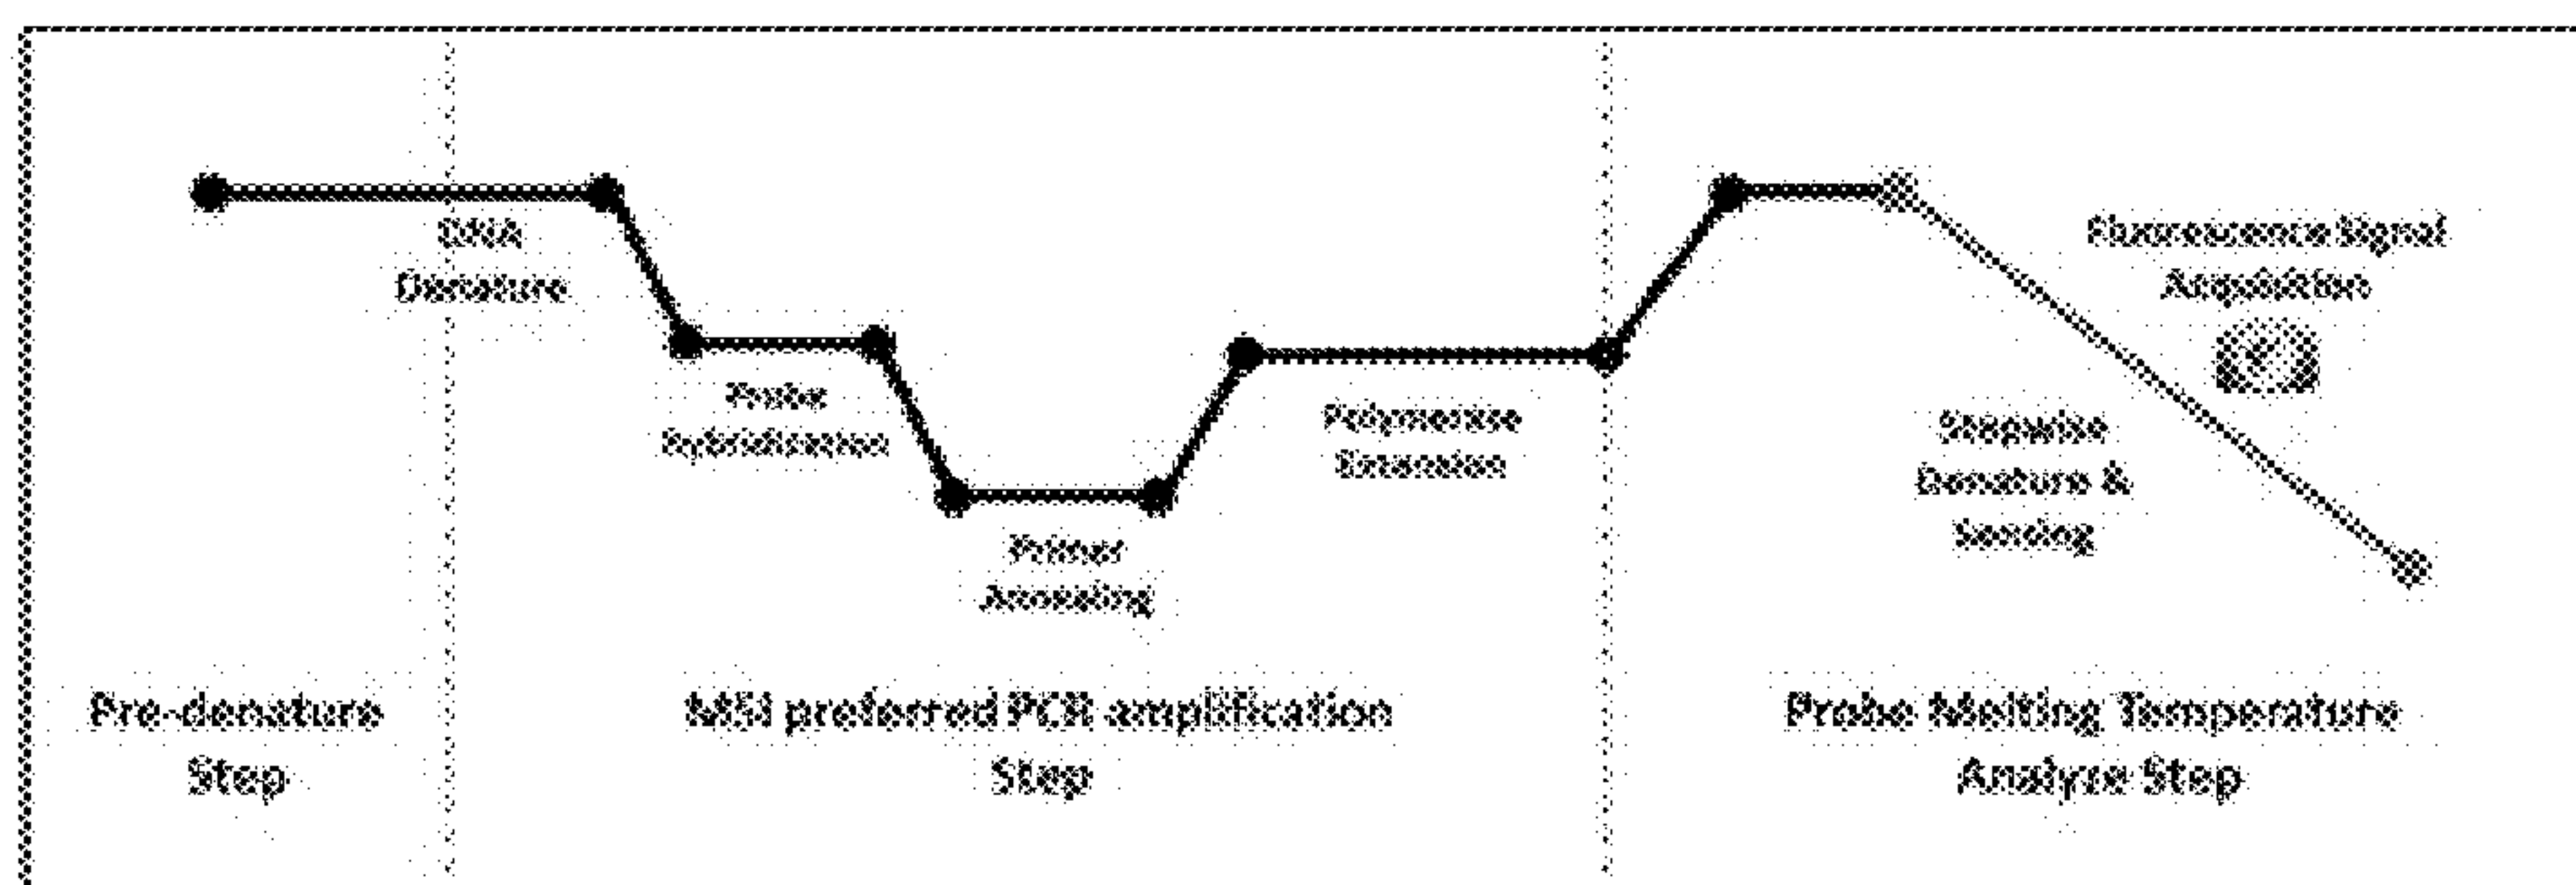 DNA
Denature
Probe
hybridization
Primer
Annealing
Polymerase
Extension
Fluorescence Signal
Acquisition
Stepwise
Denature &
Sensing
Pre-denature
Step
MSI preferred PCR amplification
Step
Probe Melting Temperature
Analyze Step